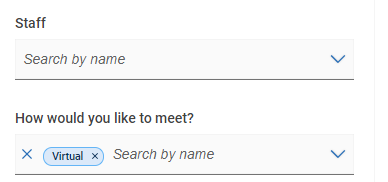 Staff
Search by name
How would you like to meet?
Virtual × Search by name